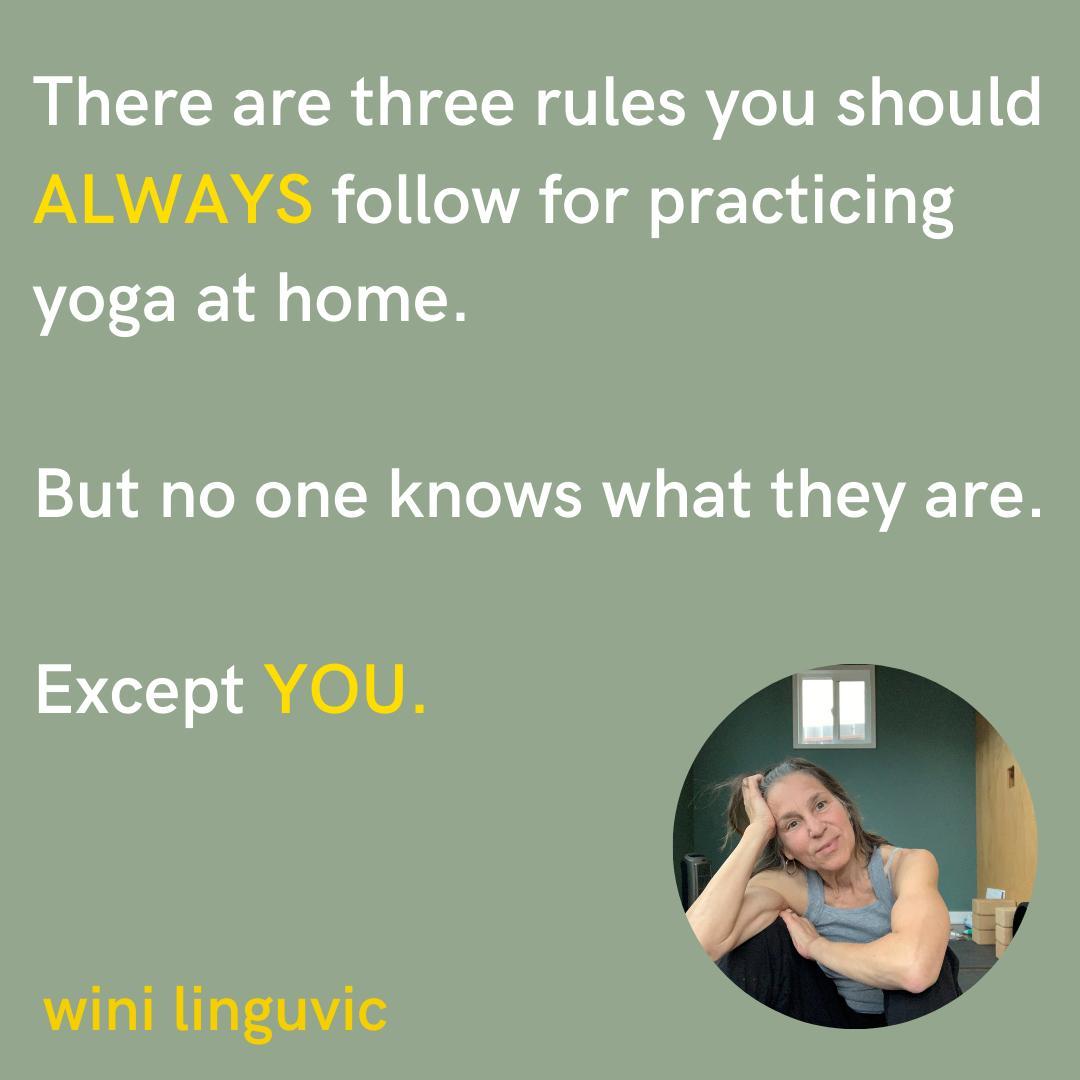 There are three rules you should
ALWAYS follow for practicing
yoga at home.
But no one knows what they are.
Except YOU.
wini linguvic